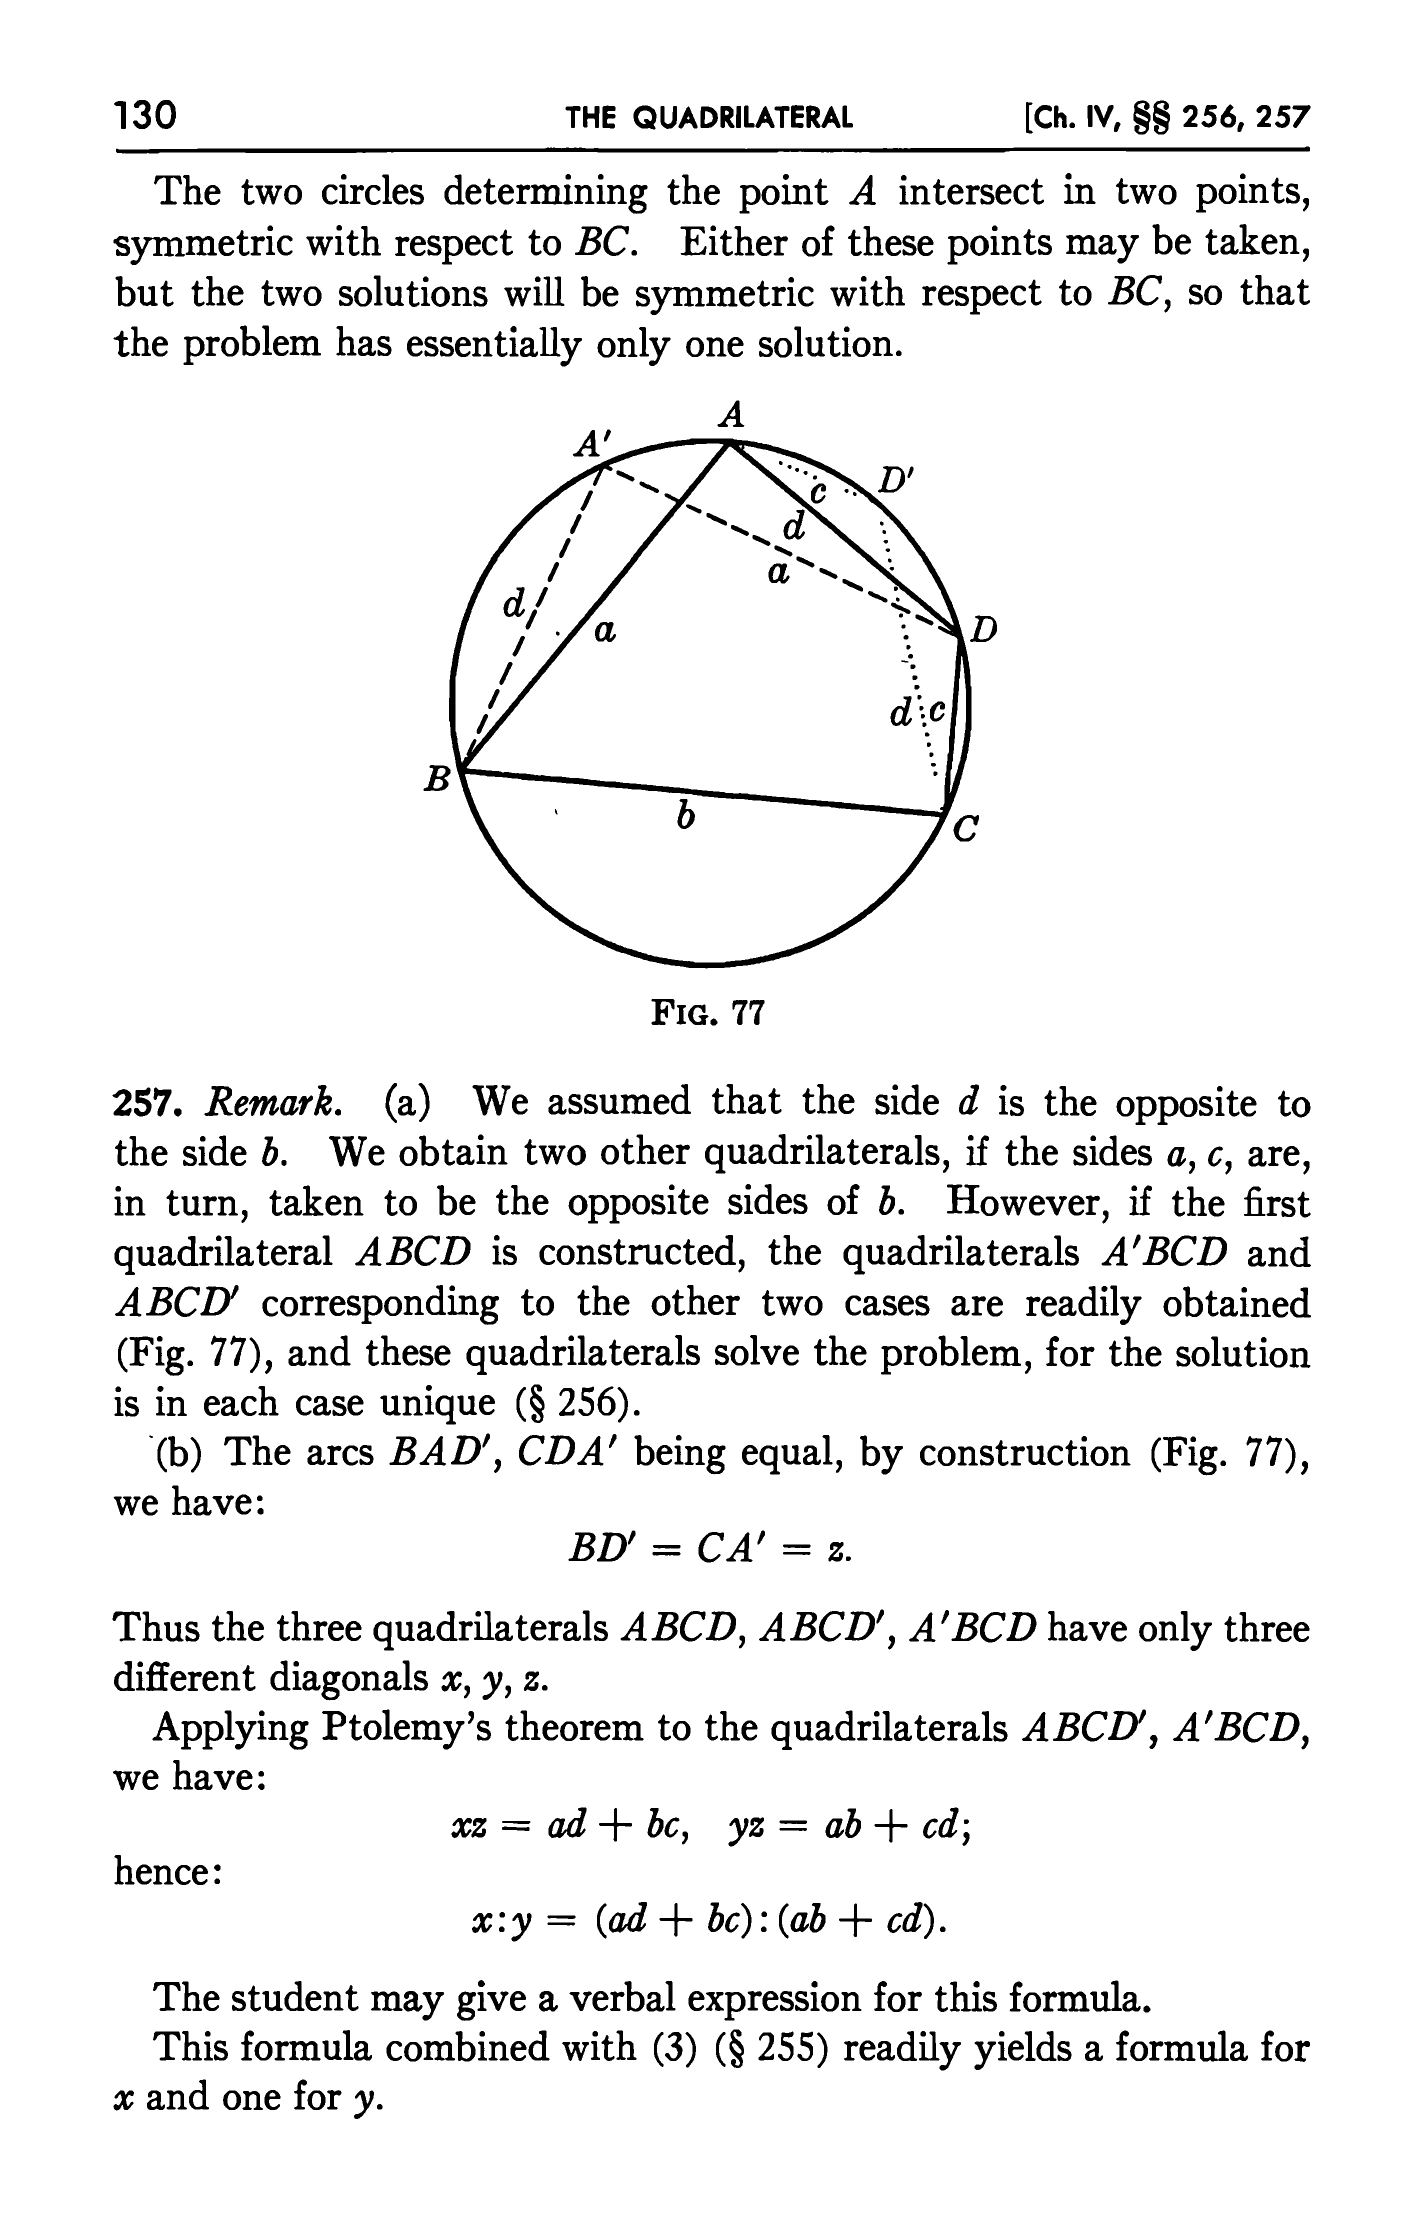 130 THE QUADRILATERAL [Ch. IV, §§ 256, 257
The two circles determining the point A intersect in two points,
symmetric with respect to BC. Either of these points may be taken,
but the two solutions will be symmetric with respect to BC, so that
the problem has essentially only one solution.
A
A′
D′
c
d
a
d
a
D
d c
B
b
C
FIG. 77
257. Remark. (a) We assumed that the side d is the opposite to
the side b. We obtain two other quadrilaterals, if the sides a, c, are,
in turn, taken to be the opposite sides of b. However, if the first
quadrilateral ABCD is constructed, the quadrilaterals A′BCD and
ABCD′ corresponding to the other two cases are readily obtained
(Fig. 77), and these quadrilaterals solve the problem, for the solution
is in each case unique (§ 256).
(b) The arcs BAD′, CDA′ being equal, by construction (Fig. 77),
we have:
BD′ = CA′ = z.
Thus the three quadrilaterals ABCD, ABCD′, A′BCD have only three
different diagonals x, y, z.
Applying Ptolemy's theorem to the quadrilaterals ABCD′, A′BCD,
we have:
xz = ad + bc, yz = ab + cd;
hence:
x:y = (ad + bc):(ab + cd).
The student may give a verbal expression for this formula.
This formula combined with (3) (§ 255) readily yields a formula for
x and one for y.